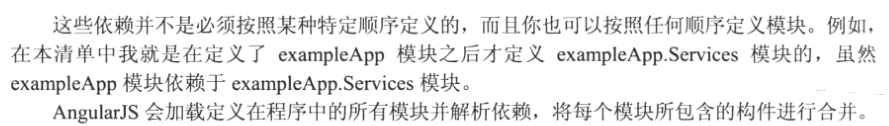 这些依赖并不是必须按照某种特定顺序定义的，而且你也可以按照任何顺序定义模块。例如，
在本清单中我就是在定义了 exampleApp 模块之后才定义 exampleApp.Services 模块的，虽然
exampleApp 模块依赖于 exampleApp.Services 模块。
AngularJS 会加载定义在程序中的所有模块并解析依赖，将每个模块所包含的构件进行合并。